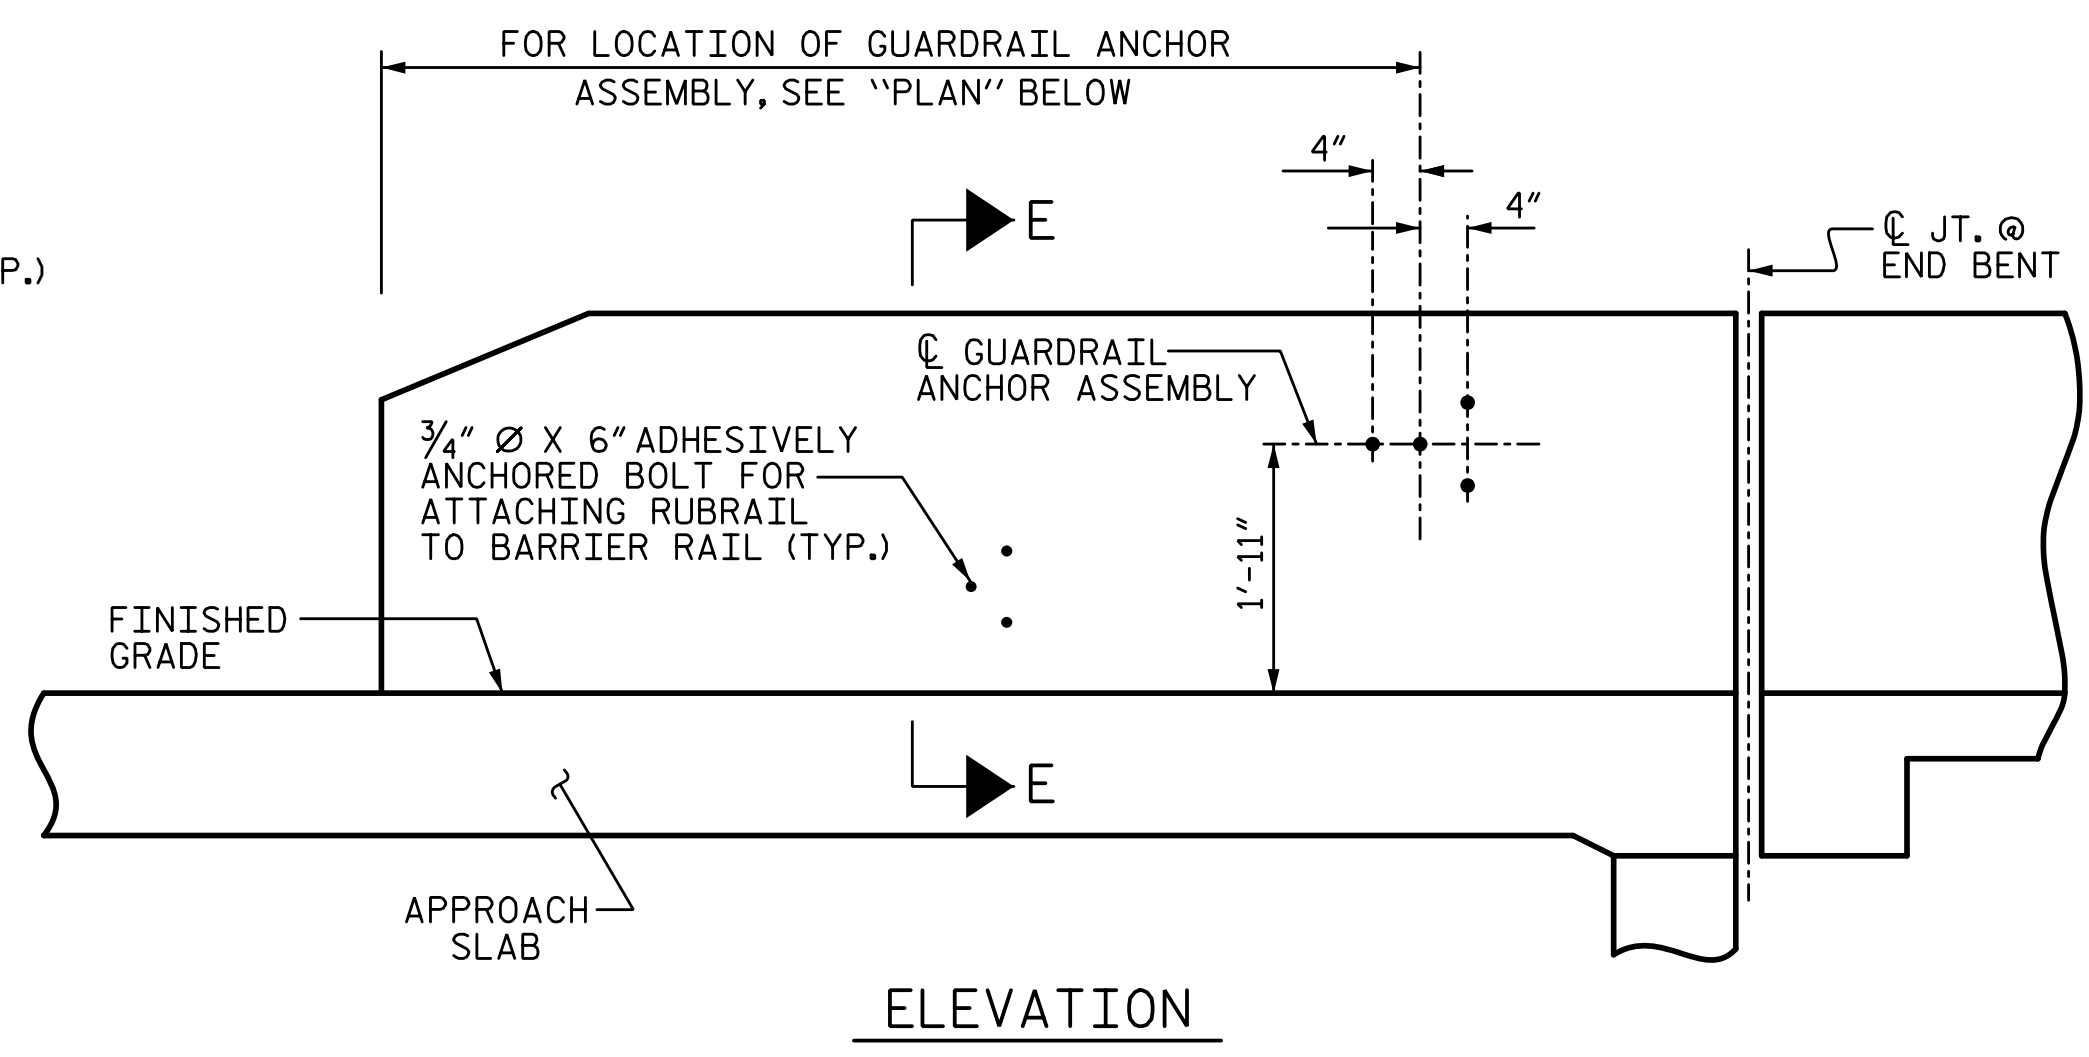 FOR LOCATION OF GUARDRAIL ANCHOR
ASSEMBLY, SEE "PLAN" BELOW
4"
4"
E
℄ JT. @
END BENT
P.)
℄ GUARDRAIL
ANCHOR ASSEMBLY
3/4" Ø X 6" ADHESIVELY
ANCHORED BOLT FOR
ATTACHING RUBRAIL
TO BARRIER RAIL (TYP.)
1'-11"
FINISHED
GRADE
E
APPROACH
SLAB
ELEVATION